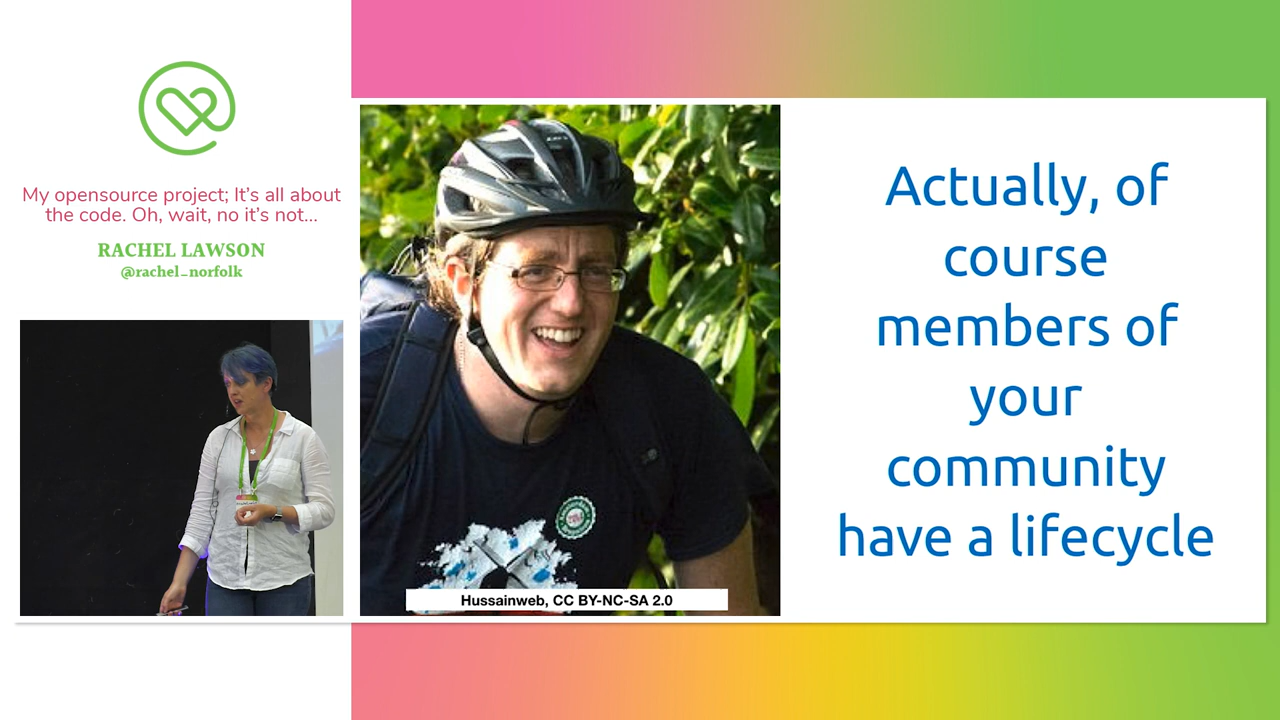 My opensource project; It's all about
the code. Oh, wait, no it's not...
RACHEL LAWSON
@rachel_norfolk
Actually, of
course
members of
your
community
have a lifecycle
Hussainweb, CC BY-NC-SA 2.0